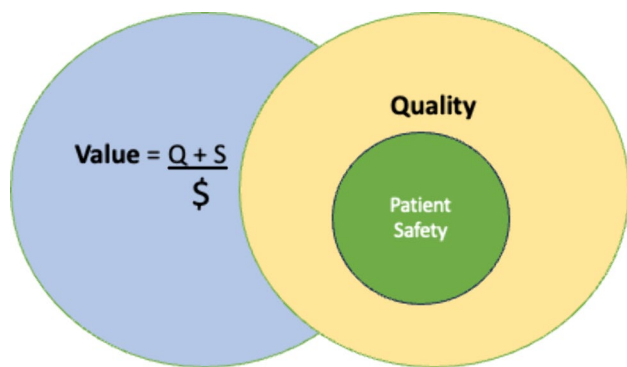 Quality
Value = Q + S
$
Patient
Safety